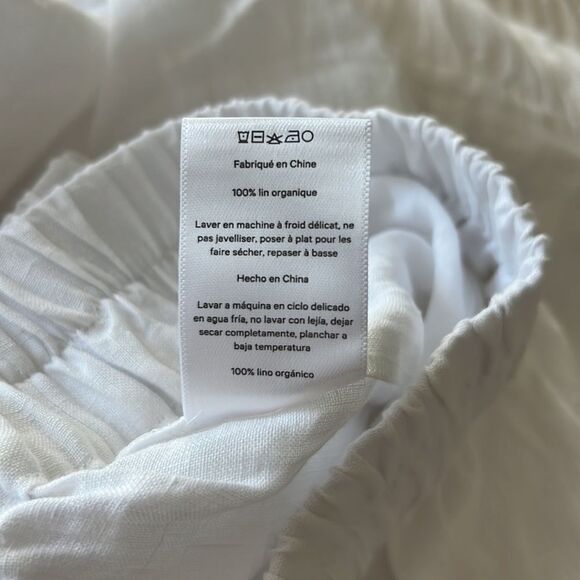 Fabriqué en Chine
100% lin organique
Laver en machine à froid délicat, ne
pas javelliser, poser à plat pour les
faire sécher, repaser à basse
Hecho en China
Lavar a máquina en ciclo delicado
en agua fría, no lavar con lejía, dejar
secar completamente, planchar a
baja temperatura
100% lino orgánico